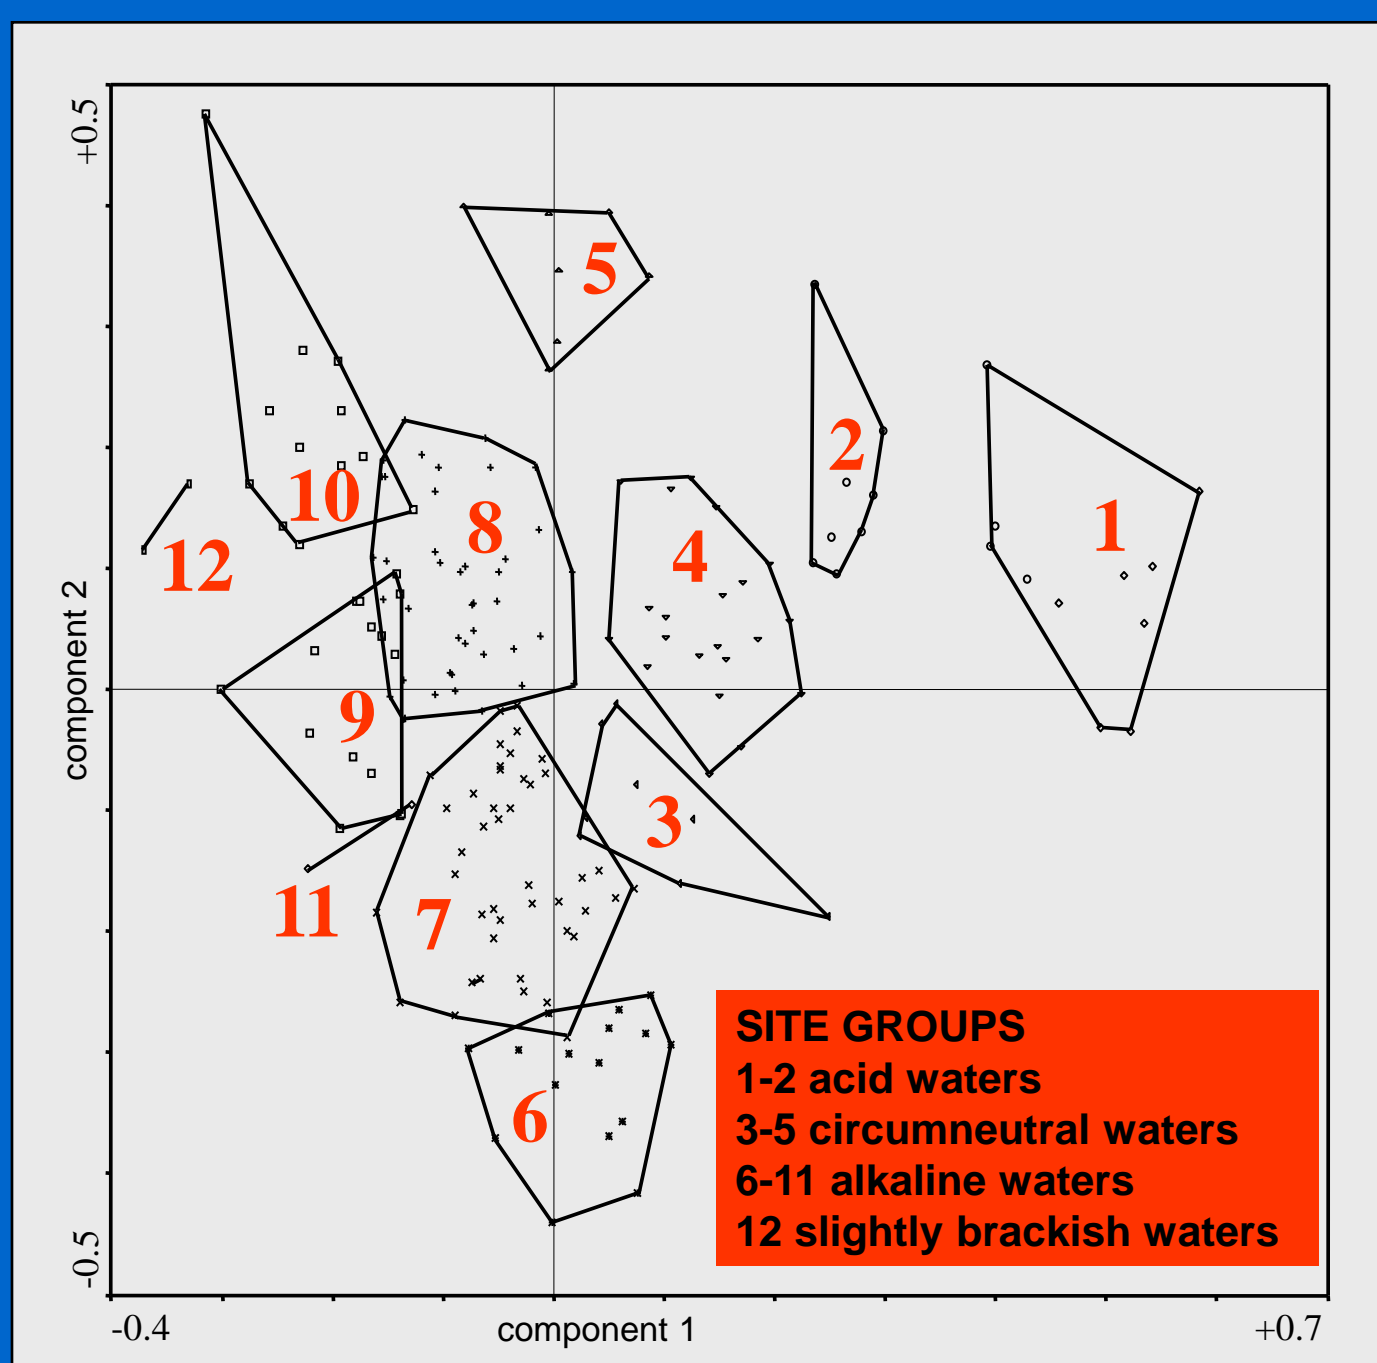 +0.5
5
2
10
8
1
4
12
component 2
9
3
11
7
6
SITE GROUPS
1-2 acid waters
3-5 circumneutral waters
6-11 alkaline waters
12 slightly brackish waters
-0.5
-0.4
component 1
+0.7